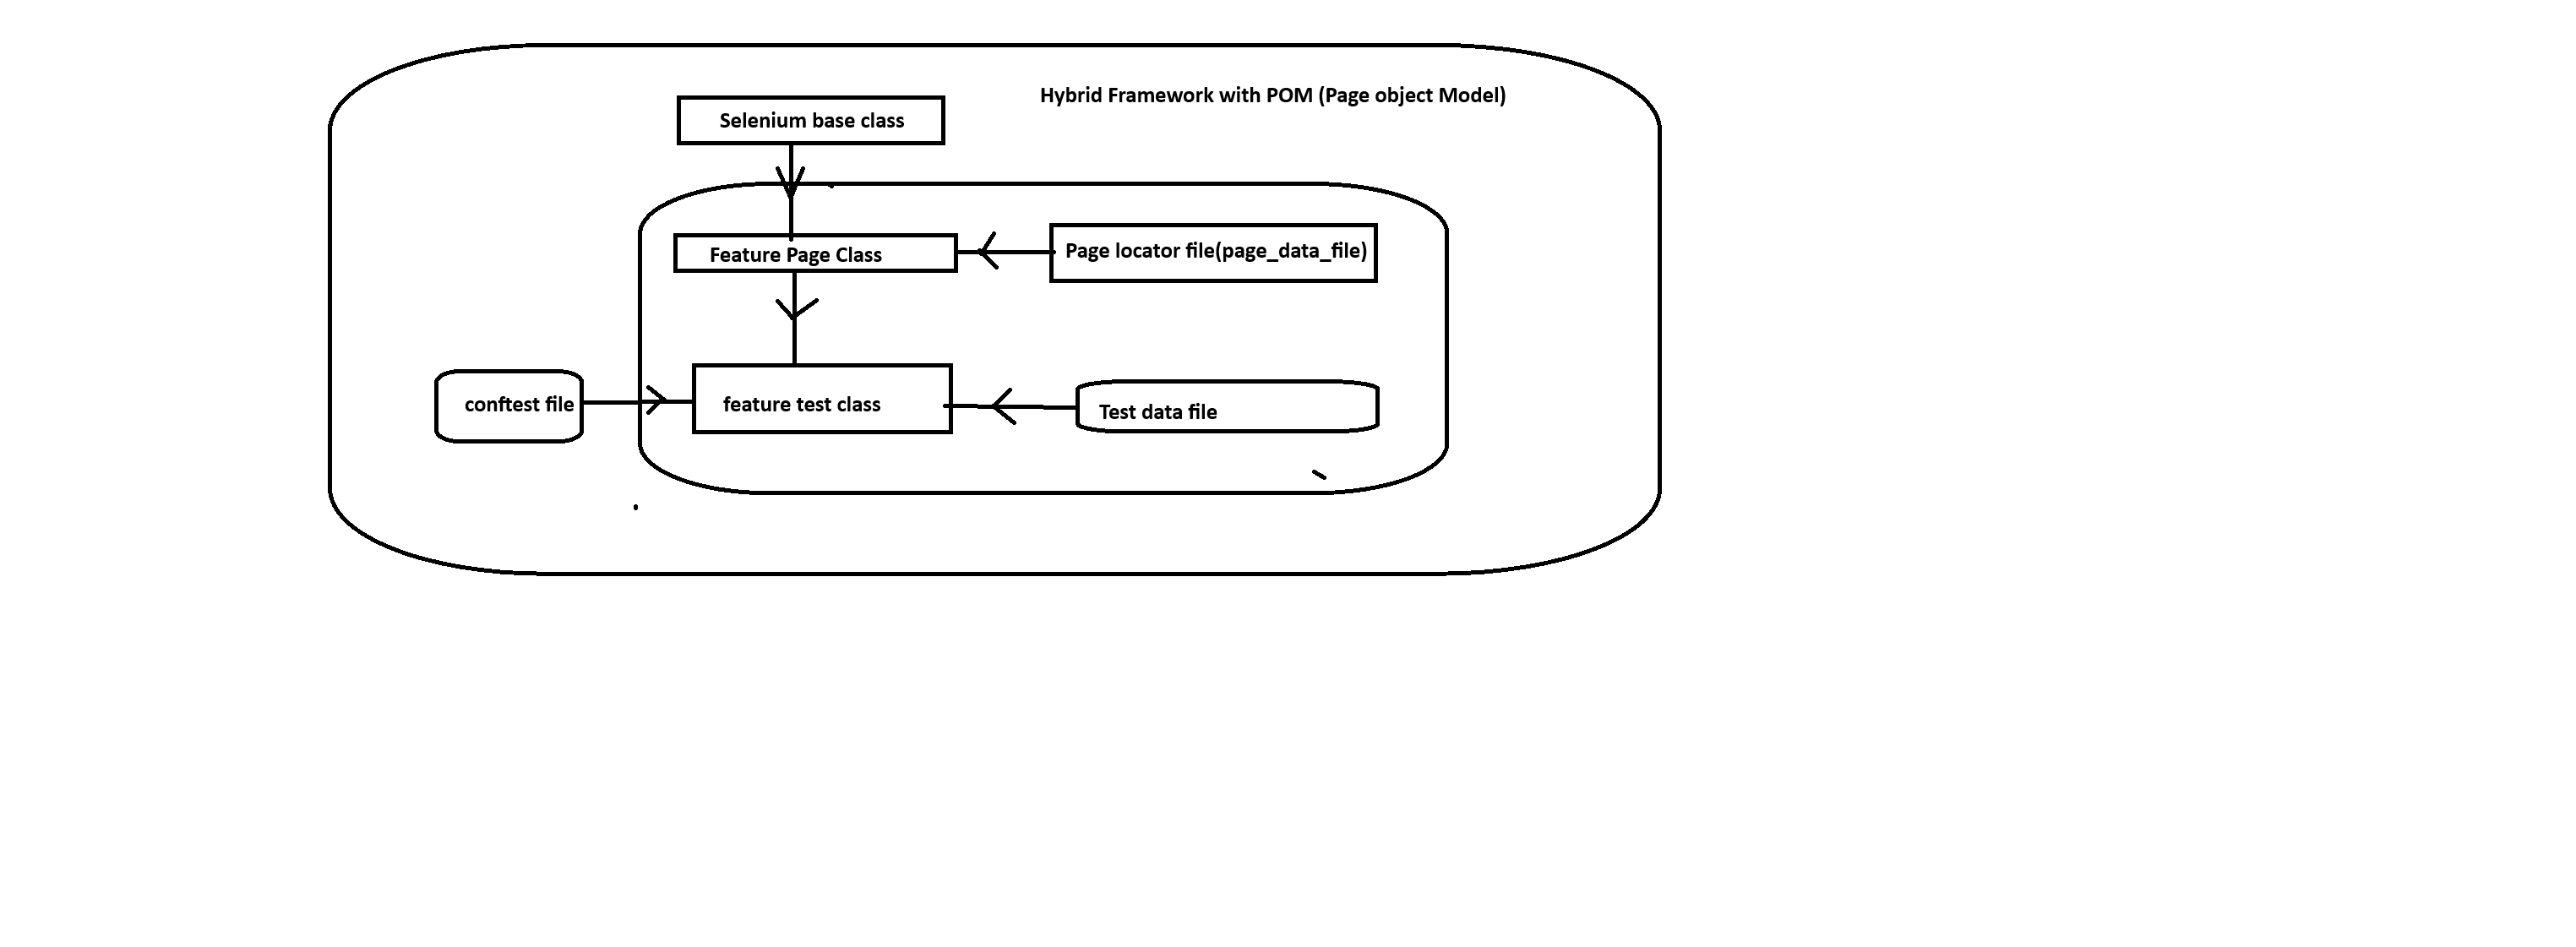 Hybrid Framework with POM (Page object Model)
Selenium base class
Feature Page Class
Page locator file(page_data_file)
conftest file
feature test class
Test data file